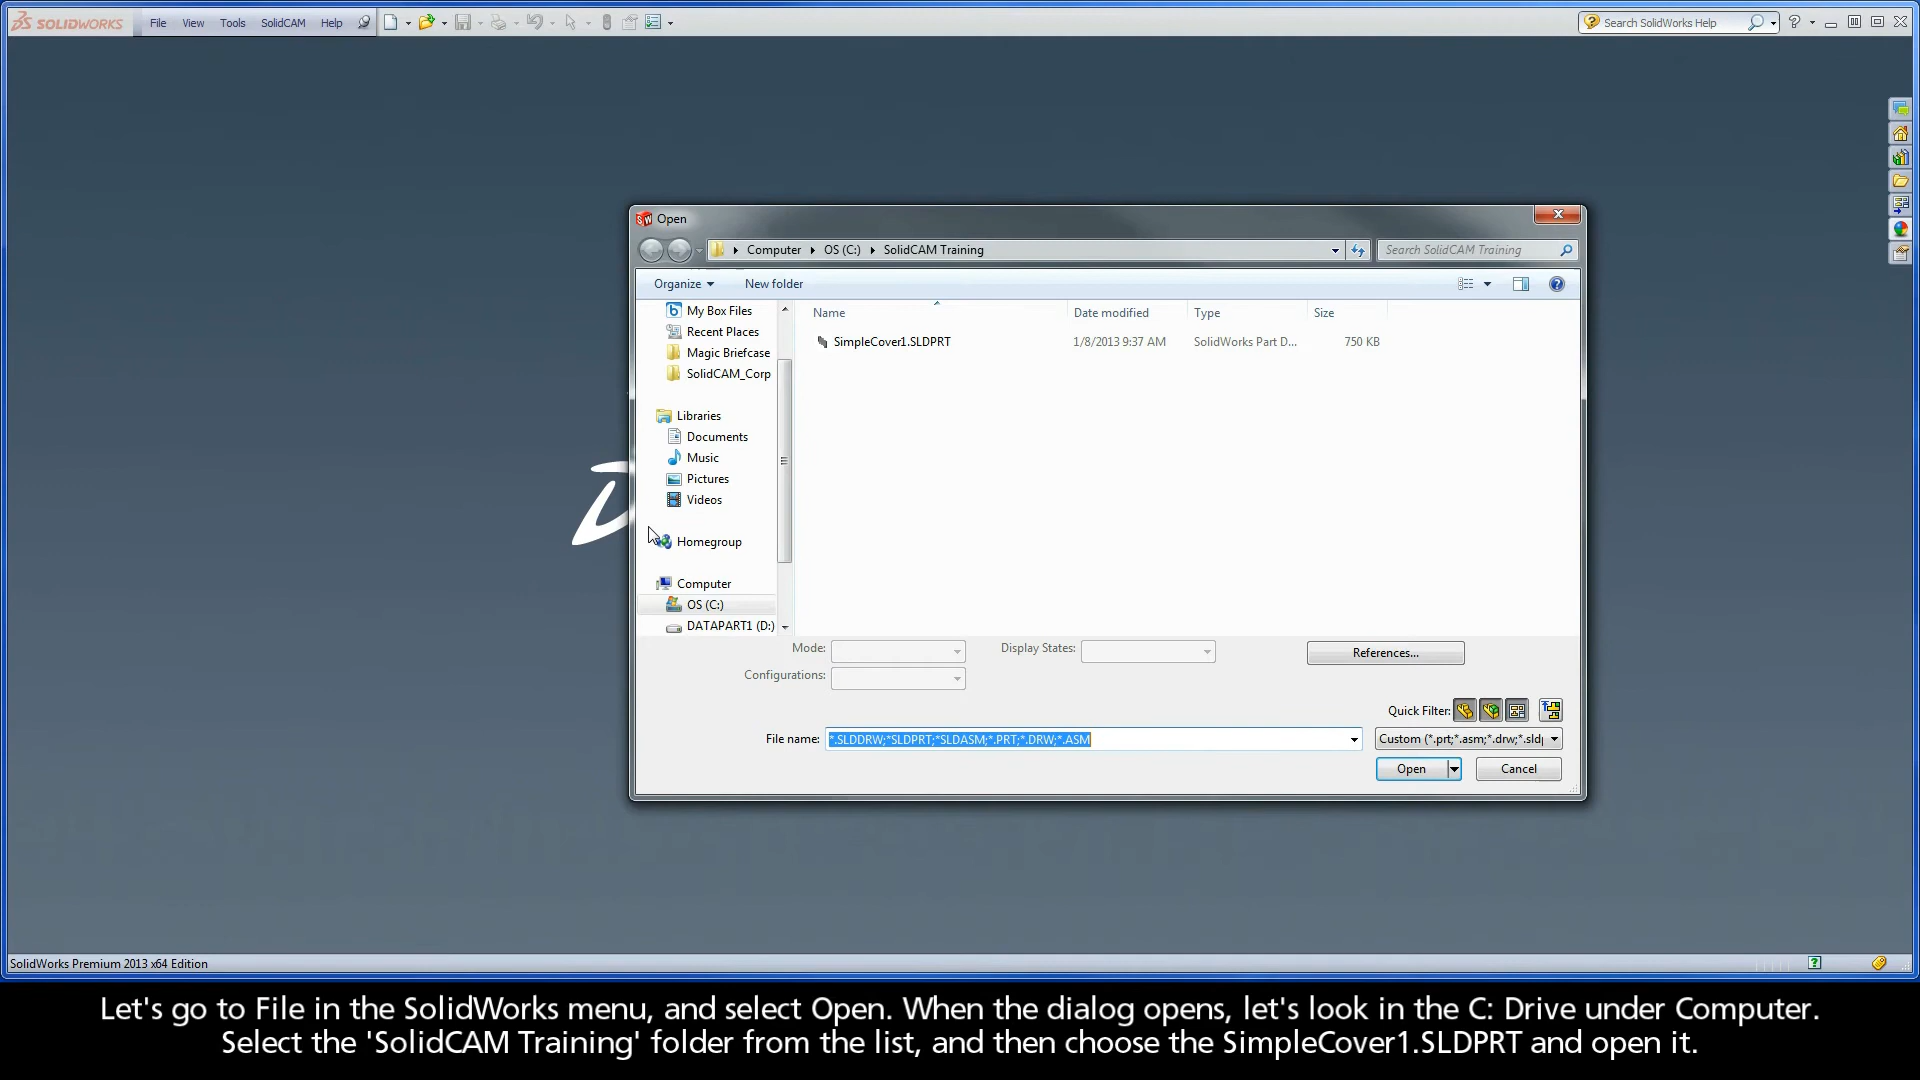 SOLIDWORKS File View Tools SolidCAM Help Search SolidWorks Help
Open
Computer OS (C:) SolidCAM Training Search SolidCAM Training
Organize New folder
My Box Files
Recent Places
Magic Briefcase
SolidCAM_Corp
Libraries
Documents
Music
Pictures
Videos
Homegroup
Computer
OS (C:)
DATAPART1 (D:)
Name Date modified Type Size
SimpleCover1.SLDPRT 1/8/2013 9:37 AM SolidWorks Part D... 750 KB
Mode: Display States: References...
Configurations:
Quick Filter:
File name: *.SLDDRW;*SLDPRT;*SLDASM;*.PRT;*.DRW;*.ASM Custom (*.prt;*.asm;*.drw;*.sld
Open Cancel
SolidWorks Premium 2013 x64 Edition
Let's go to File in the SolidWorks menu, and select Open. When the dialog opens, let's look in the C: Drive under Computer.
Select the 'SolidCAM Training' folder from the list, and then choose the SimpleCover1.SLDPRT and open it.